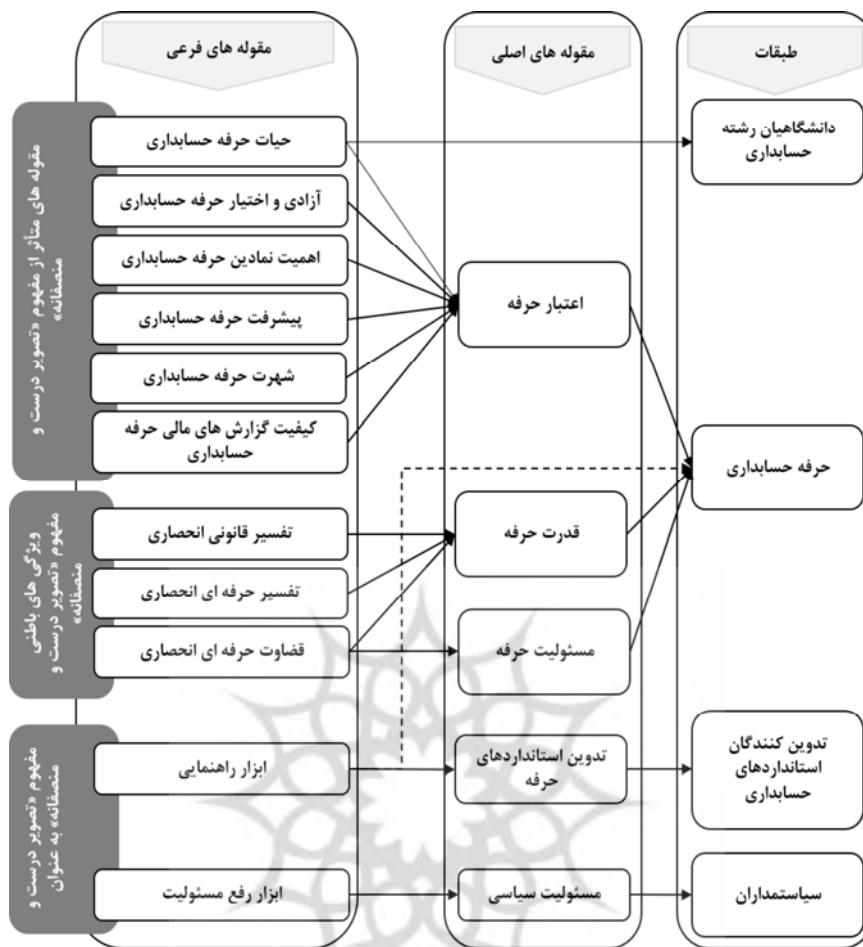 طبقات
مقوله های اصلی
مقوله های فرعی
دانشگاهیان رشته
حسابداری
حرفه حسابداری
تدوین کنندگان
استانداردهای
حسابداری
سیاستمداران
اعتبار حرفه
قدرت حرفه
مسئولیت حرفه
تدوین استانداردهای
حرفه
مسئولیت سیاسی
حیات حرفه حسابداری
آزادی و اختیار حرفه حسابداری
اهمیت نمادین حرفه حسابداری
پیشرفت حرفه حسابداری
شهرت حرفه حسابداری
کیفیت گزارش های مالی حرفه
حسابداری
تفسیر قانونی انحصاری
تفسیر حرفه ای انحصاری
قضاوت حرفه ای انحصاری
ابزار راهنمایی
ابزار رفع مسئولیت
مقوله های متأثر از مفهوم «تصویر درست و
منصفانه»
ویژگی های باطنی
مفهوم «تصویر درست و
منصفانه»
مفهوم «تصویر درست و
منصفانه» به عنوان